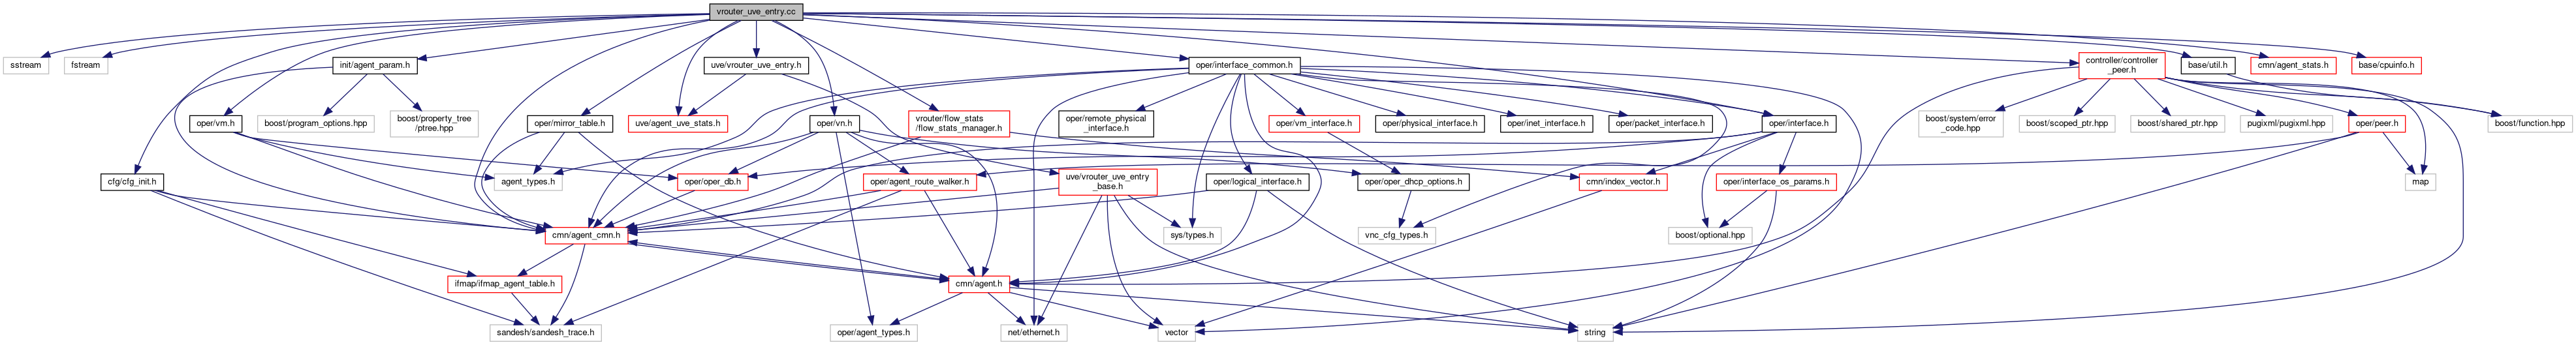 vrouter_uve_entry.cc
sstream
fstream
init/agent_param.h
uve/vrouter_uve_entry.h
oper/interface_common.h
controller/controller
_peer.h
base/util.h
cmn/agent_stats.h
base/cpuinfo.h
oper/vm.h
boost/program_options.hpp
boost/property_tree
/ptree.hpp
oper/mirror_table.h
uve/agent_uve_stats.h
oper/vn.h
vrouter/flow_stats
/flow_stats_manager.h
oper/remote_physical
_interface.h
oper/vm_interface.h
oper/physical_interface.h
oper/inet_interface.h
oper/packet_interface.h
oper/interface.h
boost/system/error
_code.hpp
boost/scoped_ptr.hpp
boost/shared_ptr.hpp
pugixml/pugixml.hpp
oper/peer.h
boost/function.hpp
cfg/cfg_init.h
agent_types.h
oper/oper_db.h
oper/agent_route_walker.h
uve/vrouter_uve_entry
_base.h
oper/logical_interface.h
oper/oper_dhcp_options.h
cmn/index_vector.h
oper/interface_os_params.h
map
cmn/agent_cmn.h
sys/types.h
vnc_cfg_types.h
boost/optional.hpp
ifmap/ifmap_agent_table.h
cmn/agent.h
sandesh/sandesh_trace.h
oper/agent_types.h
net/ethernet.h
vector
string